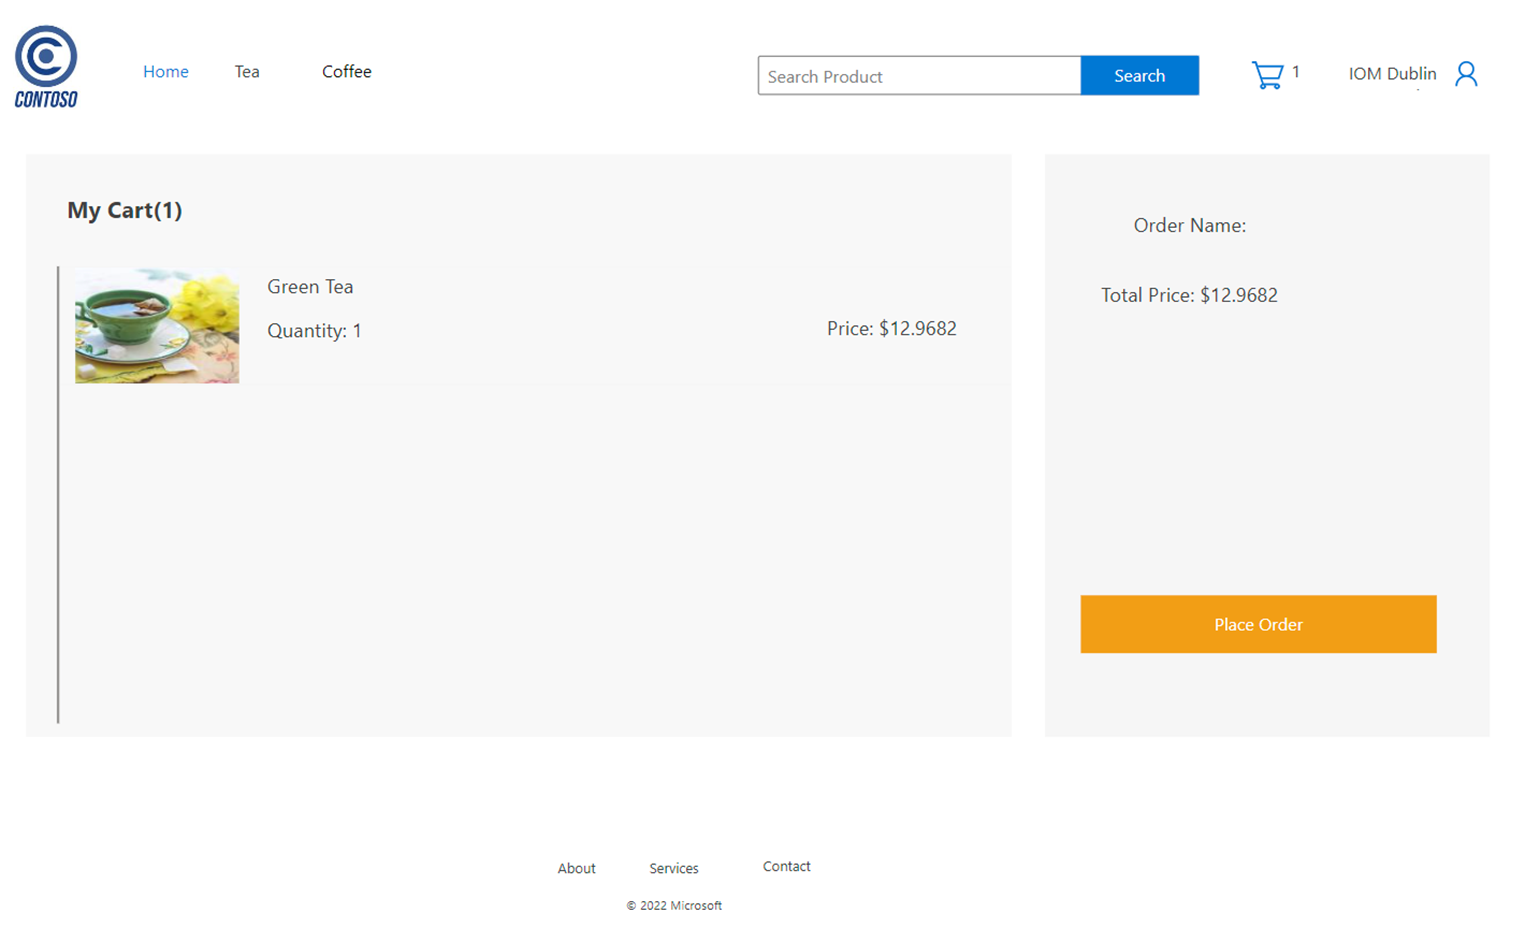 CONTOSO
Home Tea Coffee
Search Product Search
1
IOM Dublin
My Cart(1)
Green Tea
Quantity: 1
Price: $12.9682
Order Name:
Total Price: $12.9682
Place Order
About Services Contact
© 2022 Microsoft